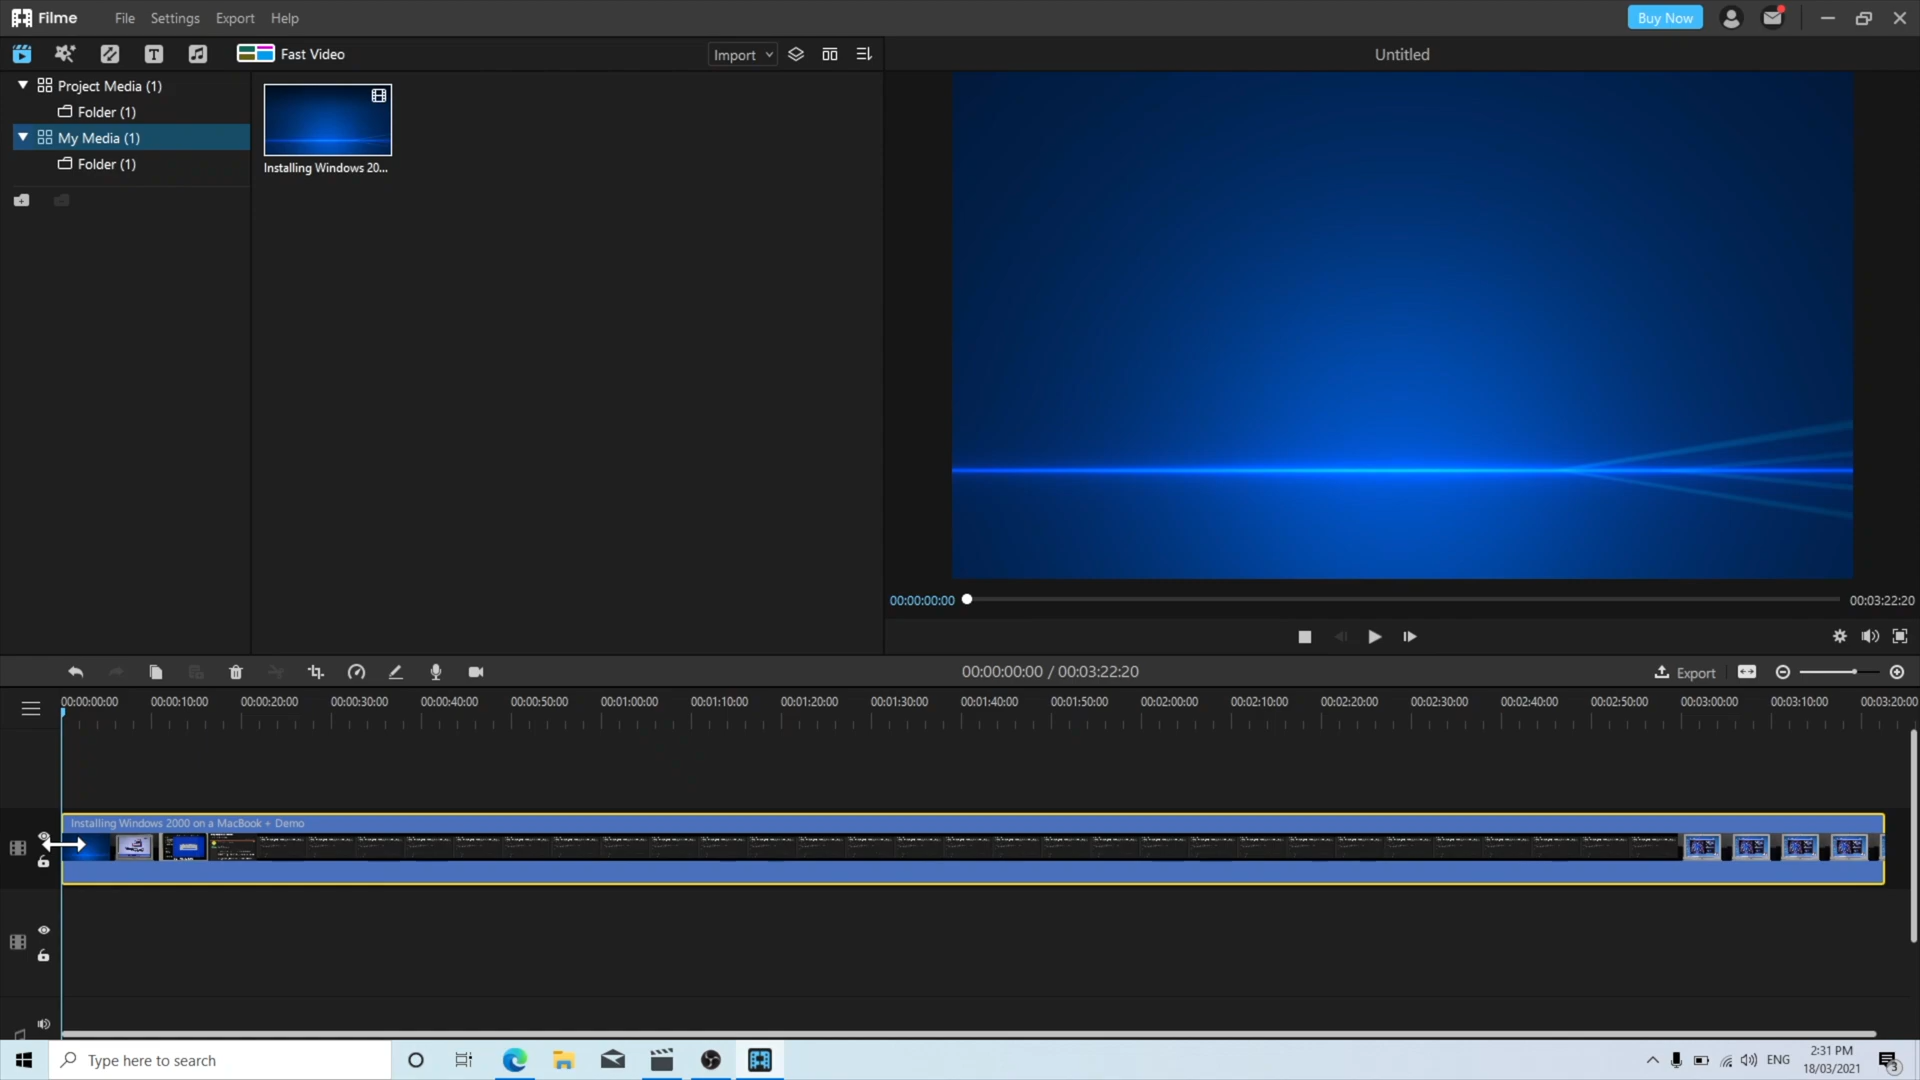 Filme
File Settings Export Help
Buy Now
Fast Video
Import
Untitled
Project Media (1)
Folder (1)
My Media (1)
Folder (1)
Installing Windows 20...
00:00:00:00
00:03:22:20
00:00:00:00 / 00:03:22:20
Export
00:00:00:00 00:00:10:00 00:00:20:00 00:00:30:00 00:00:40:00 00:00:50:00 00:01:00:00 00:01:10:00 00:01:20:00 00:01:30:00 00:01:40:00 00:01:50:00 00:02:00:00 00:02:10:00 00:02:20:00 00:02:30:00 00:02:40:00 00:02:50:00 00:03:00:00 00:03:10:00 00:03:20:00
Installing Windows 2000 on a MacBook + Demo
Type here to search
ENG
2:31 PM
18/03/2021
3